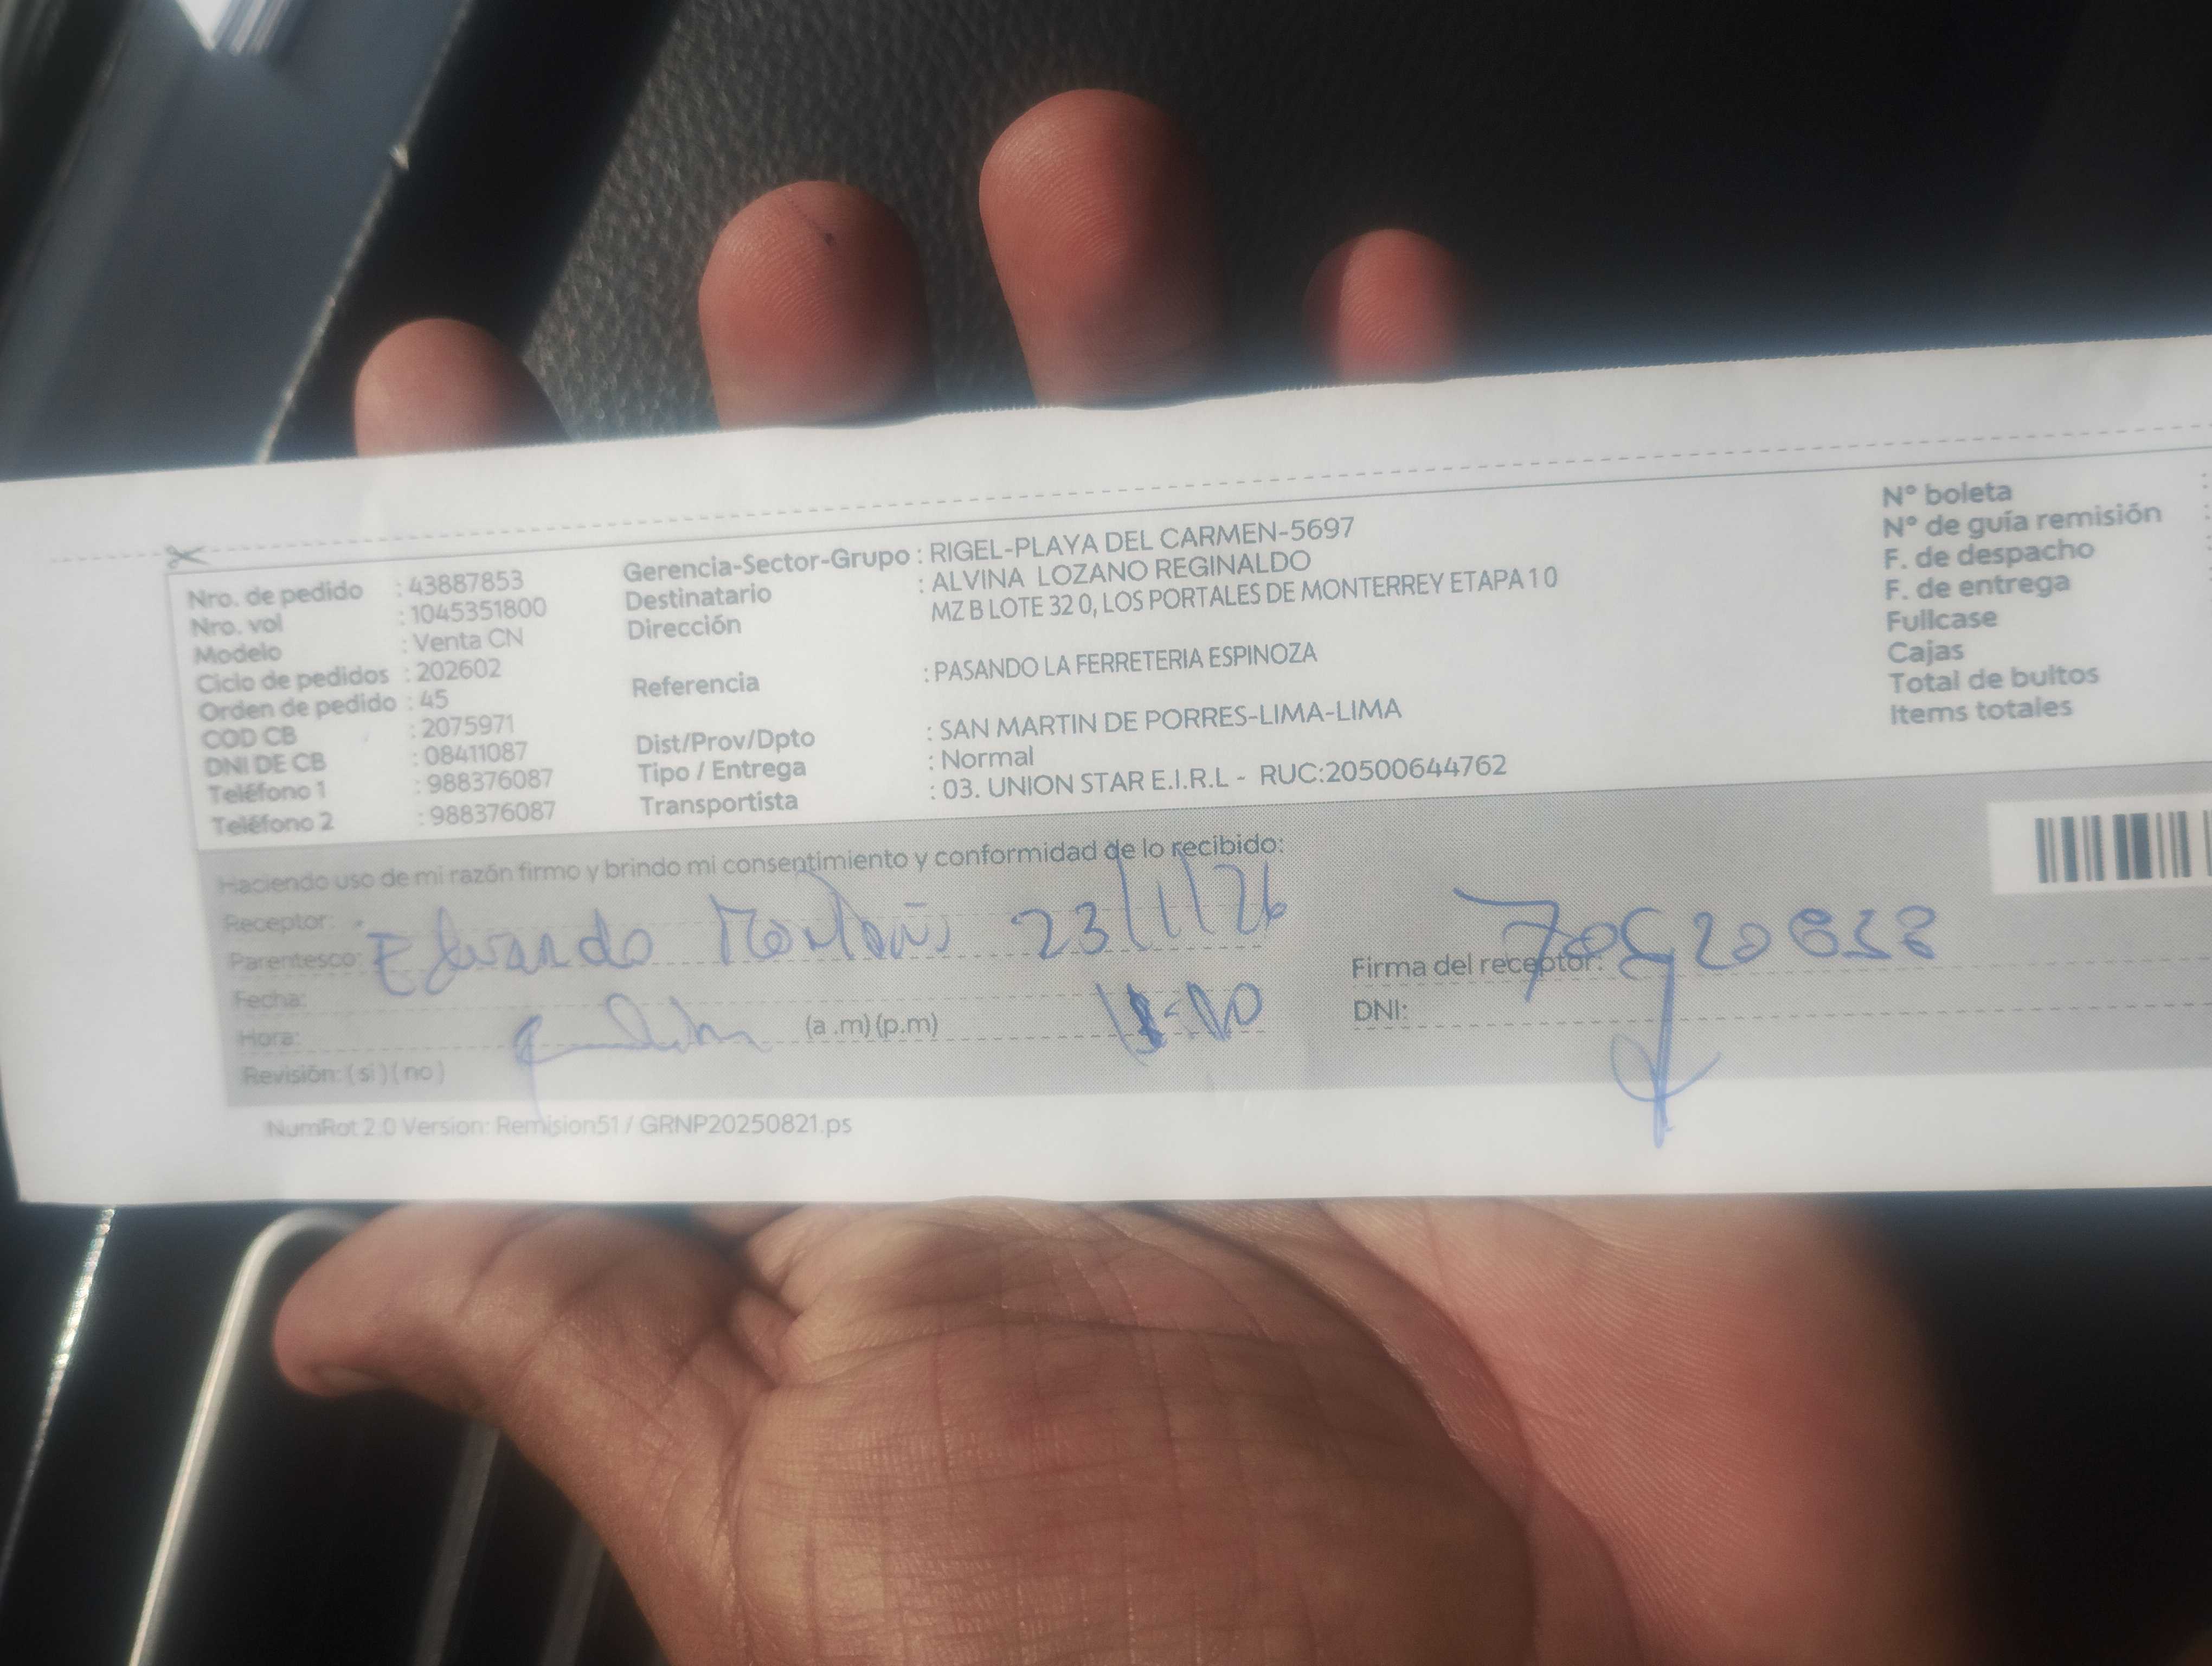 Nro. de pedido : 43887853
Nro. vol : 1045351800
Modelo : Venta CN
Ciclo de pedidos : 202602
Orden de pedido : 45
COD CB : 2075971
DNI DE CB : 08411087
Teléfono 1 : 988376087
Teléfono 2 : 988376087
Gerencia-Sector-Grupo : RIGEL-PLAYA DEL CARMEN-5697
Destinatario : ALVINA LOZANO REGINALDO
Dirección MZ B LOTE 32 0, LOS PORTALES DE MONTERREY ETAPA 1 0
Referencia : PASANDO LA FERRETERIA ESPINOZA
Dist/Prov/Dpto : SAN MARTIN DE PORRES-LIMA-LIMA
Tipo / Entrega : Normal
Transportista : 03. UNION STAR E.I.R.L - RUC:20500644762
N° boleta :
N° de guía remisión :
F. de despacho
F. de entrega
Fullcase
Cajas
Total de bultos
Items totales
Haciendo uso de mi razón firmo y brindo mi consentimiento y conformidad de lo recibido:
Receptor:
Parentesco: 23/1/26
Fecha:
Hora: (a .m) (p.m)
Revisión: ( si ) ( no )
Firma del receptor:
DNI:
NumRot 2.0 Version: Remision51 / GRNP20250821.ps